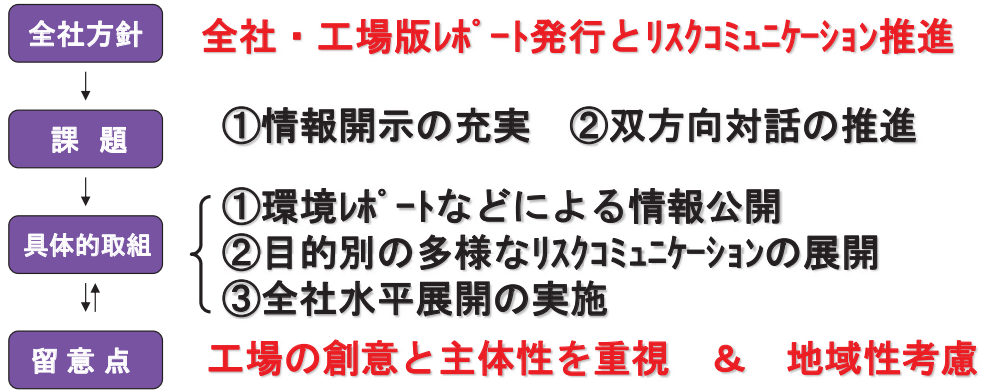 全社方針 全社・工場版ﾚﾎﾟｰﾄ発行とﾘｽｸｺﾐｭﾆｹｰｼｮﾝ推進
課 題 ①情報開示の充実 ②双方向対話の推進
①環境ﾚﾎﾟｰﾄなどによる情報公開
具体的取組 ②目的別の多様なﾘｽｸｺﾐｭﾆｹｰｼｮﾝの展開
③全社水平展開の実施
留 意 点 工場の創意と主体性を重視 ＆ 地域性考慮